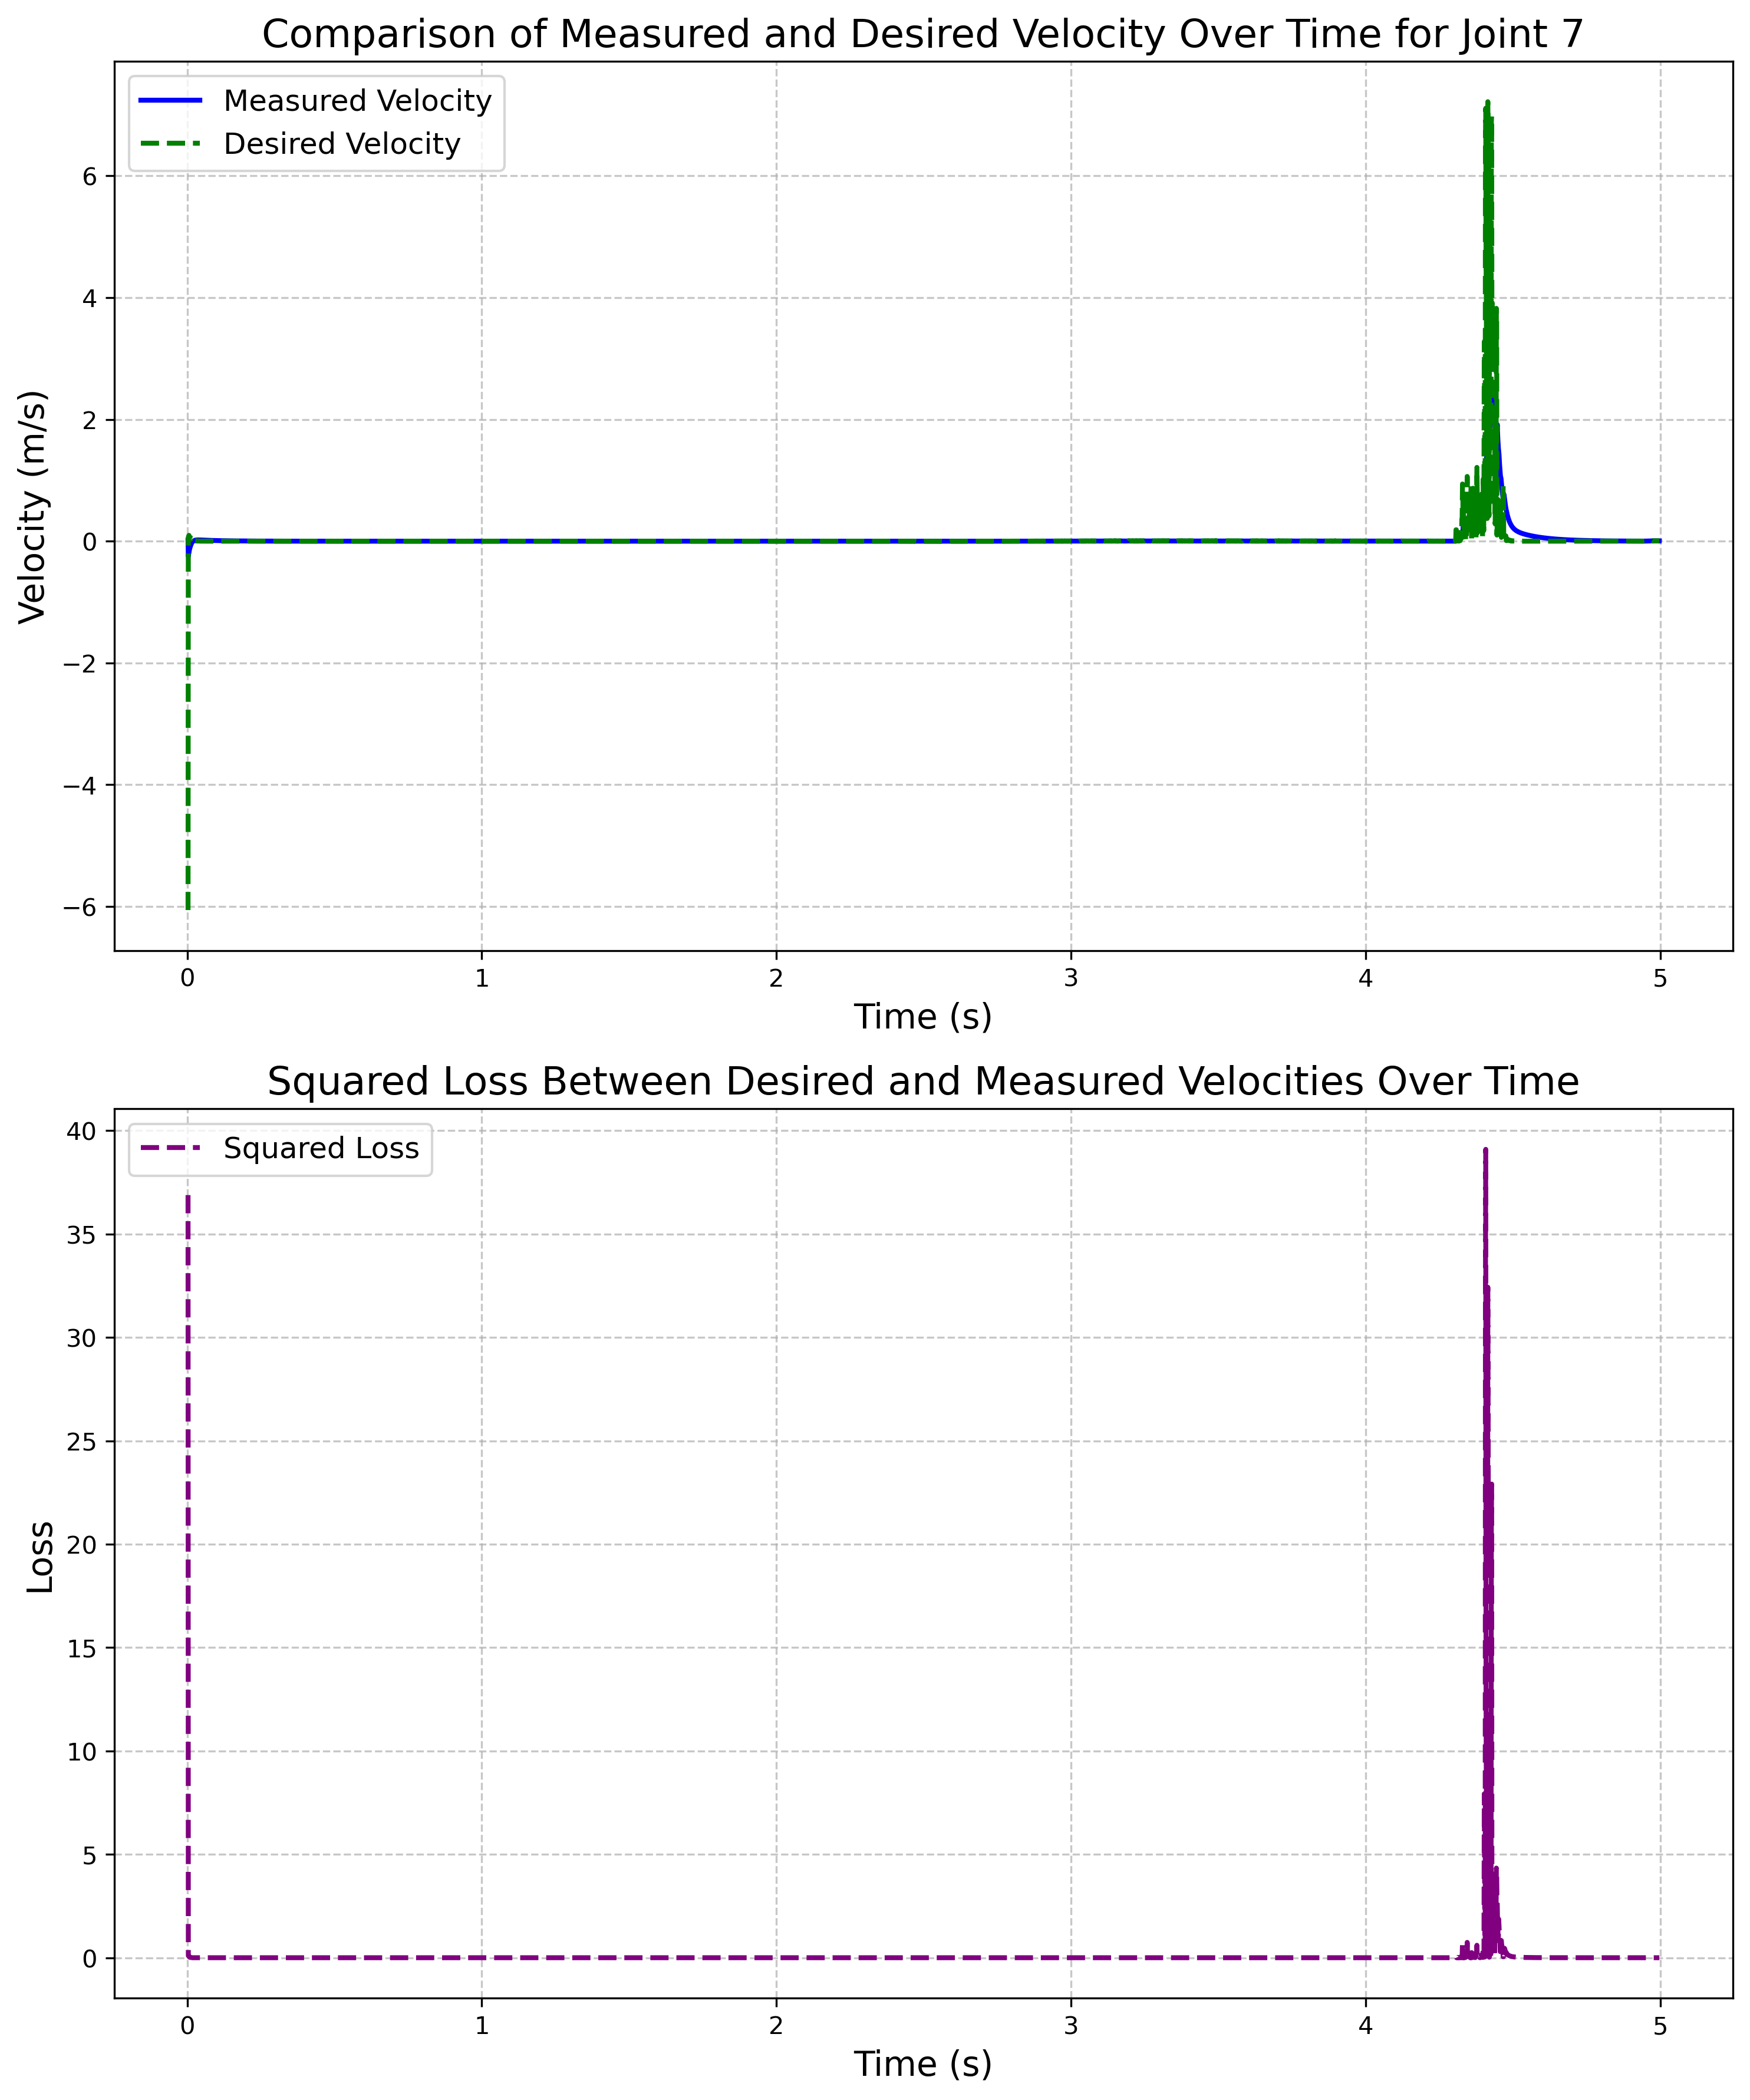 Comparison of Measured and Desired Velocity Over Time for Joint 7
Measured Velocity
Desired Velocity
Velocity (m/s)
6
4
2
0
−2
−4
−6
0 1 2 3 4 5
Time (s)
Squared Loss Between Desired and Measured Velocities Over Time
Squared Loss
Loss
40
35
30
25
20
15
10
5
0
0 1 2 3 4 5
Time (s)